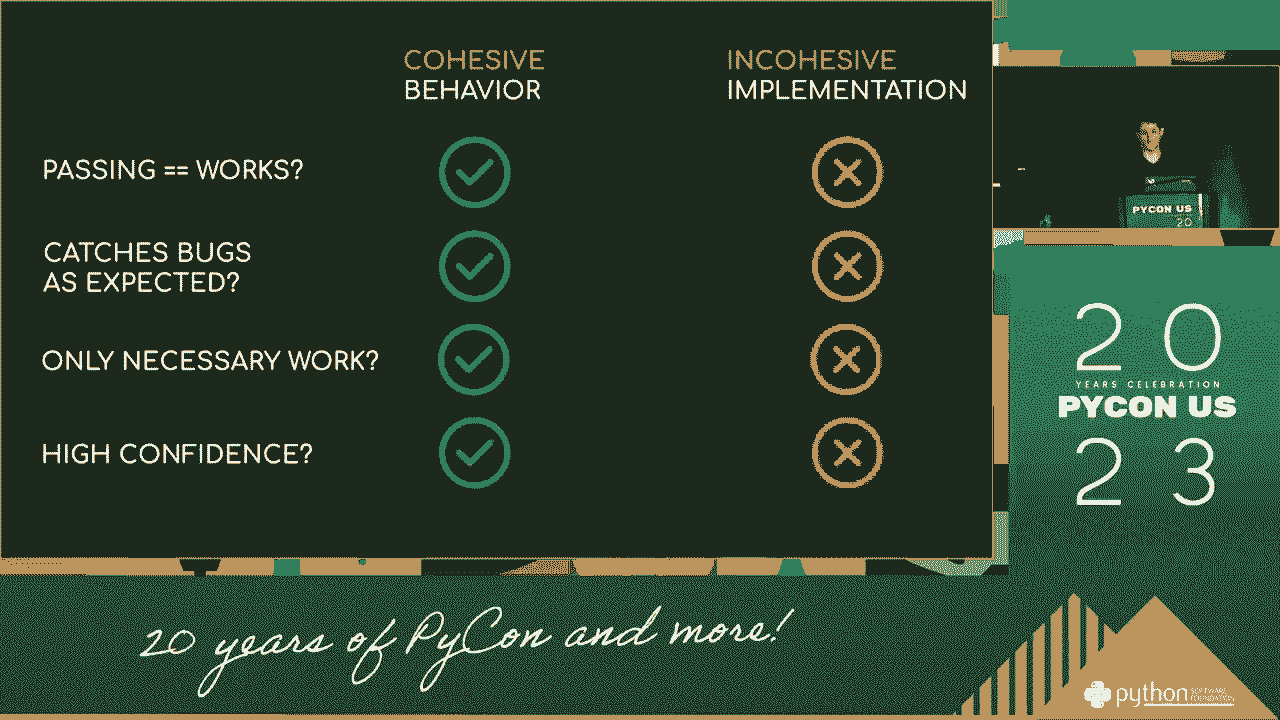 COHESIVE
BEHAVIOR
INCOHESIVE
IMPLEMENTATION
PASSING == WORKS?
CATCHES BUGS
AS EXPECTED?
ONLY NECESSARY WORK?
HIGH CONFIDENCE?
PYCON US
20
20
YEARS CELEBRATION
PYCON US
23
20 years of PyCon and more!
python
SOFTWARE
FOUNDATION